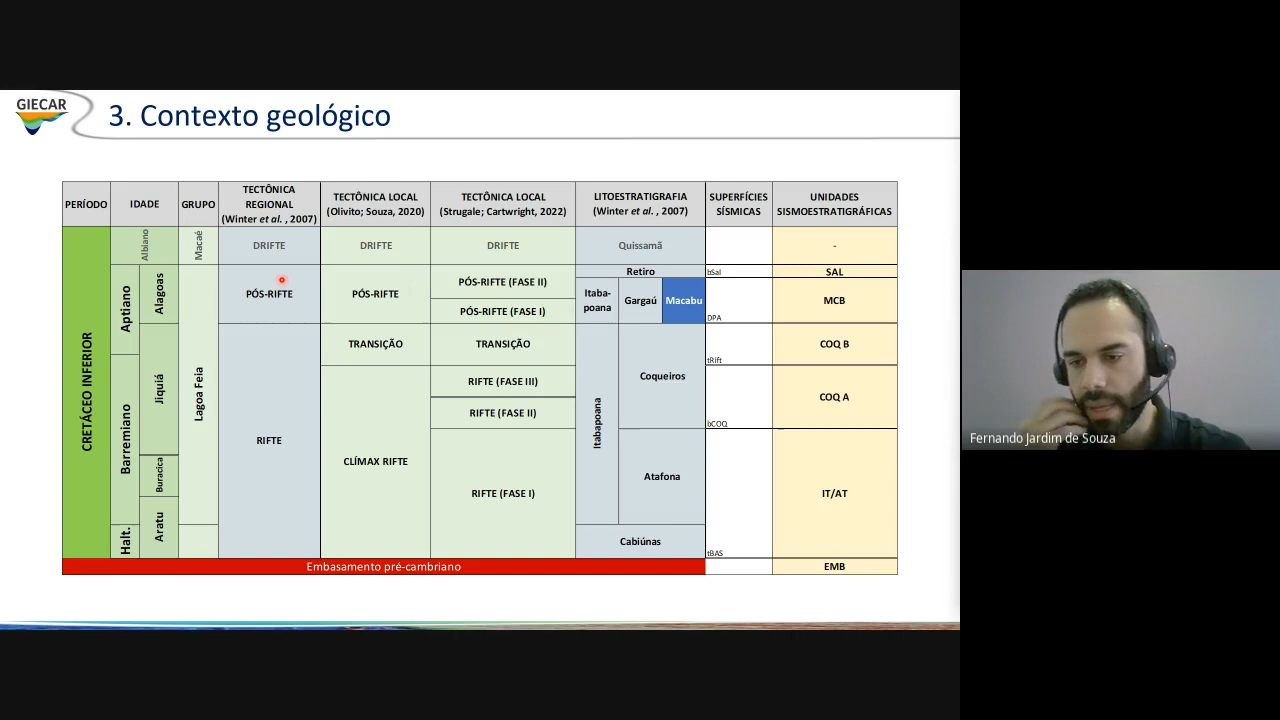 GIECAR
3. Contexto geológico
PERÍODO
IDADE
GRUPO
TECTÔNICA
REGIONAL
(Winter et al. , 2007)
TECTÔNICA LOCAL
(Olivito; Souza, 2020)
TECTÔNICA LOCAL
(Strugale; Cartwright, 2022)
LITOESTRATIGRAFIA
(Winter et al. , 2007)
SUPERFÍCIES
SÍSMICAS
UNIDADES
SISMOESTRATIGRÁFICAS
CRETÁCEO INFERIOR
Albiano
Macaé
DRIFTE
DRIFTE
DRIFTE
Quissamã
-
Aptiano
Alagoas
Lagoa Feia
PÓS-RIFTE
PÓS-RIFTE
PÓS-RIFTE (FASE II)
PÓS-RIFTE (FASE I)
Retiro
bSal
SAL
Itaba-
poana
Gargaú
Macabu
DPA
MCB
Barremiano
Jiquiá
RIFTE
TRANSIÇÃO
TRANSIÇÃO
Itabapoana
Coqueiros
tRift
COQ B
CLÍMAX RIFTE
RIFTE (FASE III)
RIFTE (FASE II)
bCOQ
COQ A
Buracica
RIFTE (FASE I)
Atafona
IT/AT
Halt.
Aratu
Cabiúnas
tBAS
Embasamento pré-cambriano
EMB
Fernando Jardim de Souza